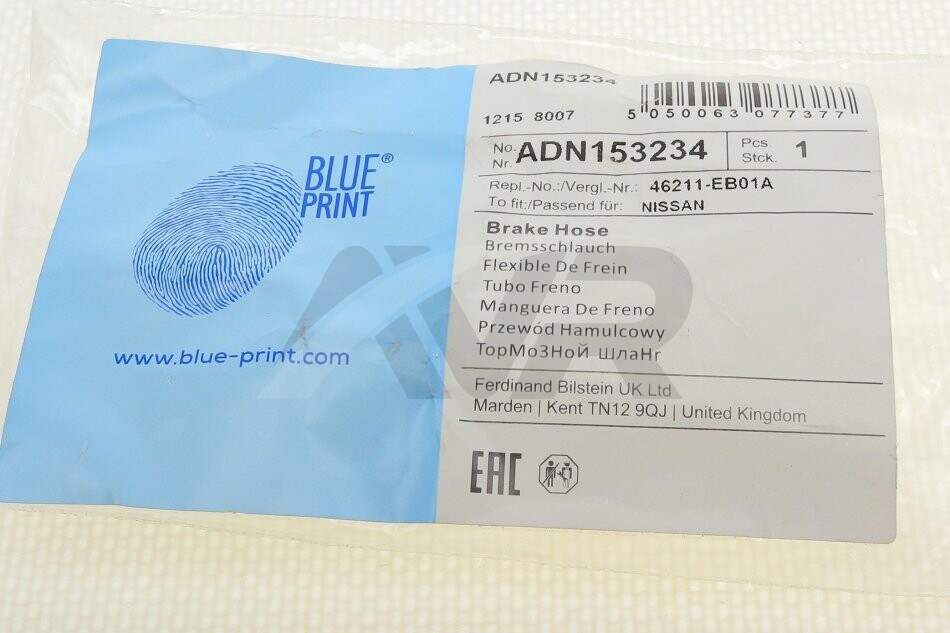 BLUE®
PRINT
www.blue-print.com
ADN153234
1215 8007
5 050063 077377
No.
Nr. ADN153234
Pcs.
Stck. 1
Repl.-No.:/Vergl.-Nr.: 46211-EB01A
To fit:/Passend für: NISSAN
Brake Hose
Bremsschlauch
Flexible De Frein
Tubo Freno
Manguera De Freno
Przewód Hamulcowy
ТорМоЗНоЙ ШлаНг
Ferdinand Bilstein UK Ltd
Marden | Kent TN12 9QJ | United Kingdom
EAC
AVR